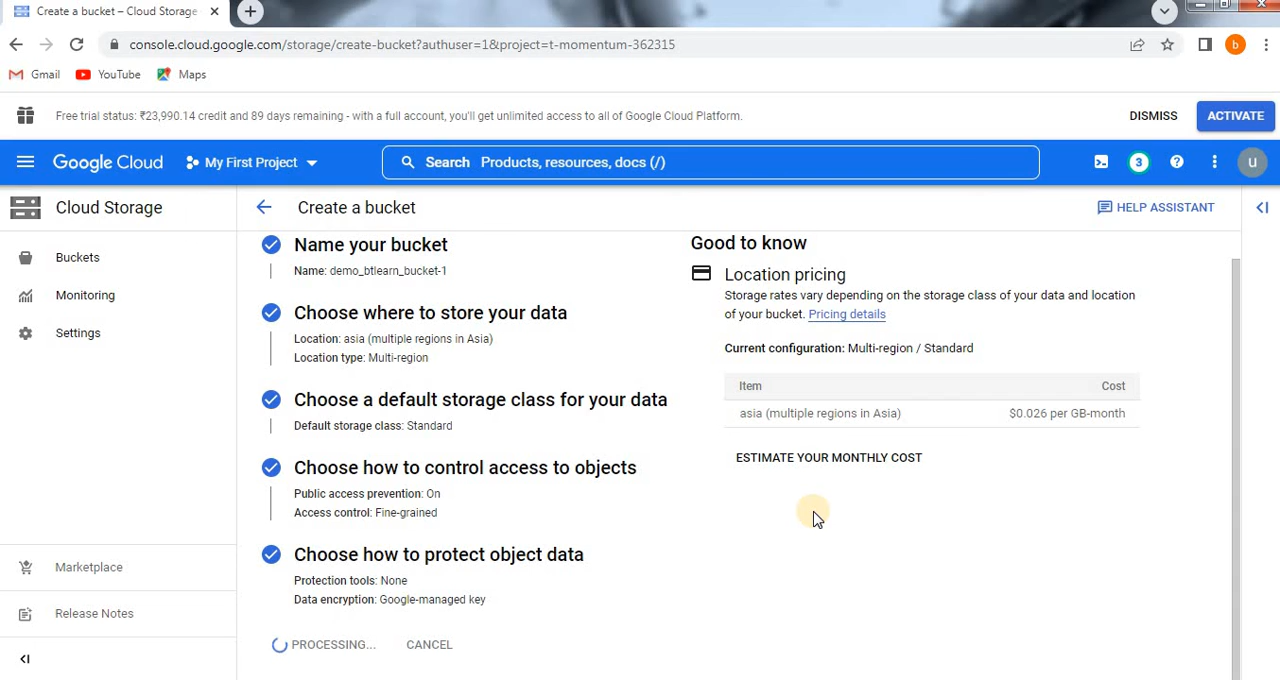 Create a bucket – Cloud Storage
console.cloud.google.com/storage/create-bucket?authuser=1&project=t-momentum-362315
b
Gmail YouTube Maps
Free trial status: ₹23,990.14 credit and 89 days remaining - with a full account, you'll get unlimited access to all of Google Cloud Platform.
DISMISS
ACTIVATE
Google Cloud
My First Project
Search Products, resources, docs (/)
3
u
Cloud Storage
Create a bucket
HELP ASSISTANT
Buckets
Monitoring
Settings
Marketplace
Release Notes
Name your bucket
Name: demo_btlearn_bucket-1
Choose where to store your data
Location: asia (multiple regions in Asia)
Location type: Multi-region
Choose a default storage class for your data
Default storage class: Standard
Choose how to control access to objects
Public access prevention: On
Access control: Fine-grained
Choose how to protect object data
Protection tools: None
Data encryption: Google-managed key
PROCESSING... CANCEL
Good to know
Location pricing
Storage rates vary depending on the storage class of your data and location
of your bucket. Pricing details
Current configuration: Multi-region / Standard
Item Cost
asia (multiple regions in Asia) $0.026 per GB-month
ESTIMATE YOUR MONTHLY COST